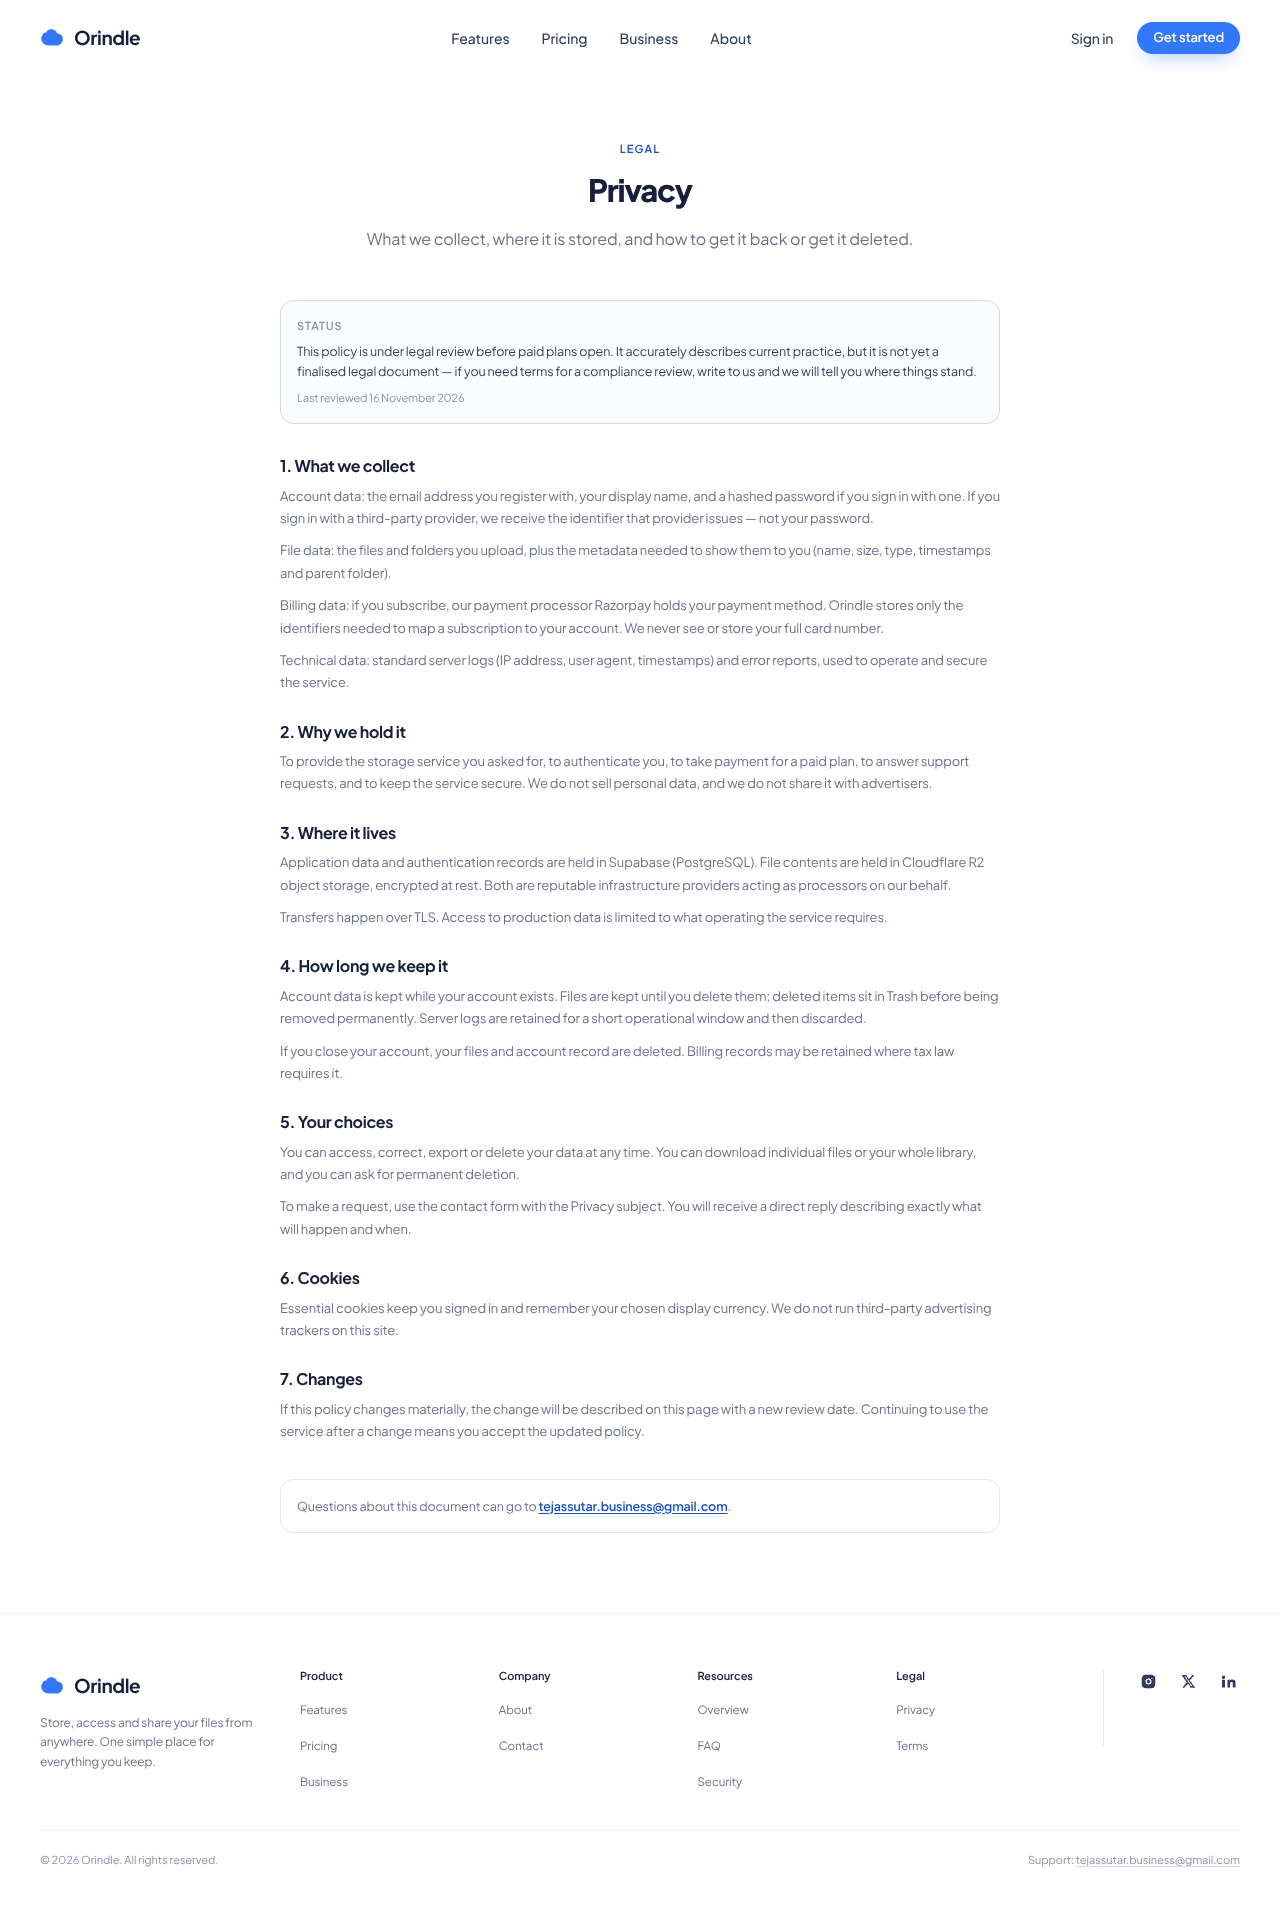 Orindle
Features
Pricing
Business
About
Sign in
Get started
LEGAL
Privacy
What we collect, where it is stored, and how to get it back or get it deleted.
STATUS
This policy is under legal review before paid plans open. It accurately describes current practice, but it is not yet a
finalised legal document — if you need terms for a compliance review, write to us and we will tell you where things stand.
Last reviewed 16 November 2026
1. What we collect
Account data: the email address you register with, your display name, and a hashed password if you sign in with one. If you
sign in with a third-party provider, we receive the identifier that provider issues — not your password.
File data: the files and folders you upload, plus the metadata needed to show them to you (name, size, type, timestamps
and parent folder).
Billing data: if you subscribe, our payment processor Razorpay holds your payment method. Orindle stores only the
identifiers needed to map a subscription to your account. We never see or store your full card number.
Technical data: standard server logs (IP address, user agent, timestamps) and error reports, used to operate and secure
the service.
2. Why we hold it
To provide the storage service you asked for, to authenticate you, to take payment for a paid plan, to answer support
requests, and to keep the service secure. We do not sell personal data, and we do not share it with advertisers.
3. Where it lives
Application data and authentication records are held in Supabase (PostgreSQL). File contents are held in Cloudflare R2
object storage, encrypted at rest. Both are reputable infrastructure providers acting as processors on our behalf.
Transfers happen over TLS. Access to production data is limited to what operating the service requires.
4. How long we keep it
Account data is kept while your account exists. Files are kept until you delete them; deleted items sit in Trash before being
removed permanently. Server logs are retained for a short operational window and then discarded.
If you close your account, your files and account record are deleted. Billing records may be retained where tax law
requires it.
5. Your choices
You can access, correct, export or delete your data at any time. You can download individual files or your whole library,
and you can ask for permanent deletion.
To make a request, use the contact form with the Privacy subject. You will receive a direct reply describing exactly what
will happen and when.
6. Cookies
Essential cookies keep you signed in and remember your chosen display currency. We do not run third-party advertising
trackers on this site.
7. Changes
If this policy changes materially, the change will be described on this page with a new review date. Continuing to use the
service after a change means you accept the updated policy.
Questions about this document can go to tejassutar.business@gmail.com.
Orindle
Store, access and share your files from
anywhere. One simple place for
everything you keep.
Product
Features
Pricing
Business
Company
About
Contact
Resources
Overview
FAQ
Security
Legal
Privacy
Terms
© 2026 Orindle. All rights reserved.
Support: tejassutar.business@gmail.com